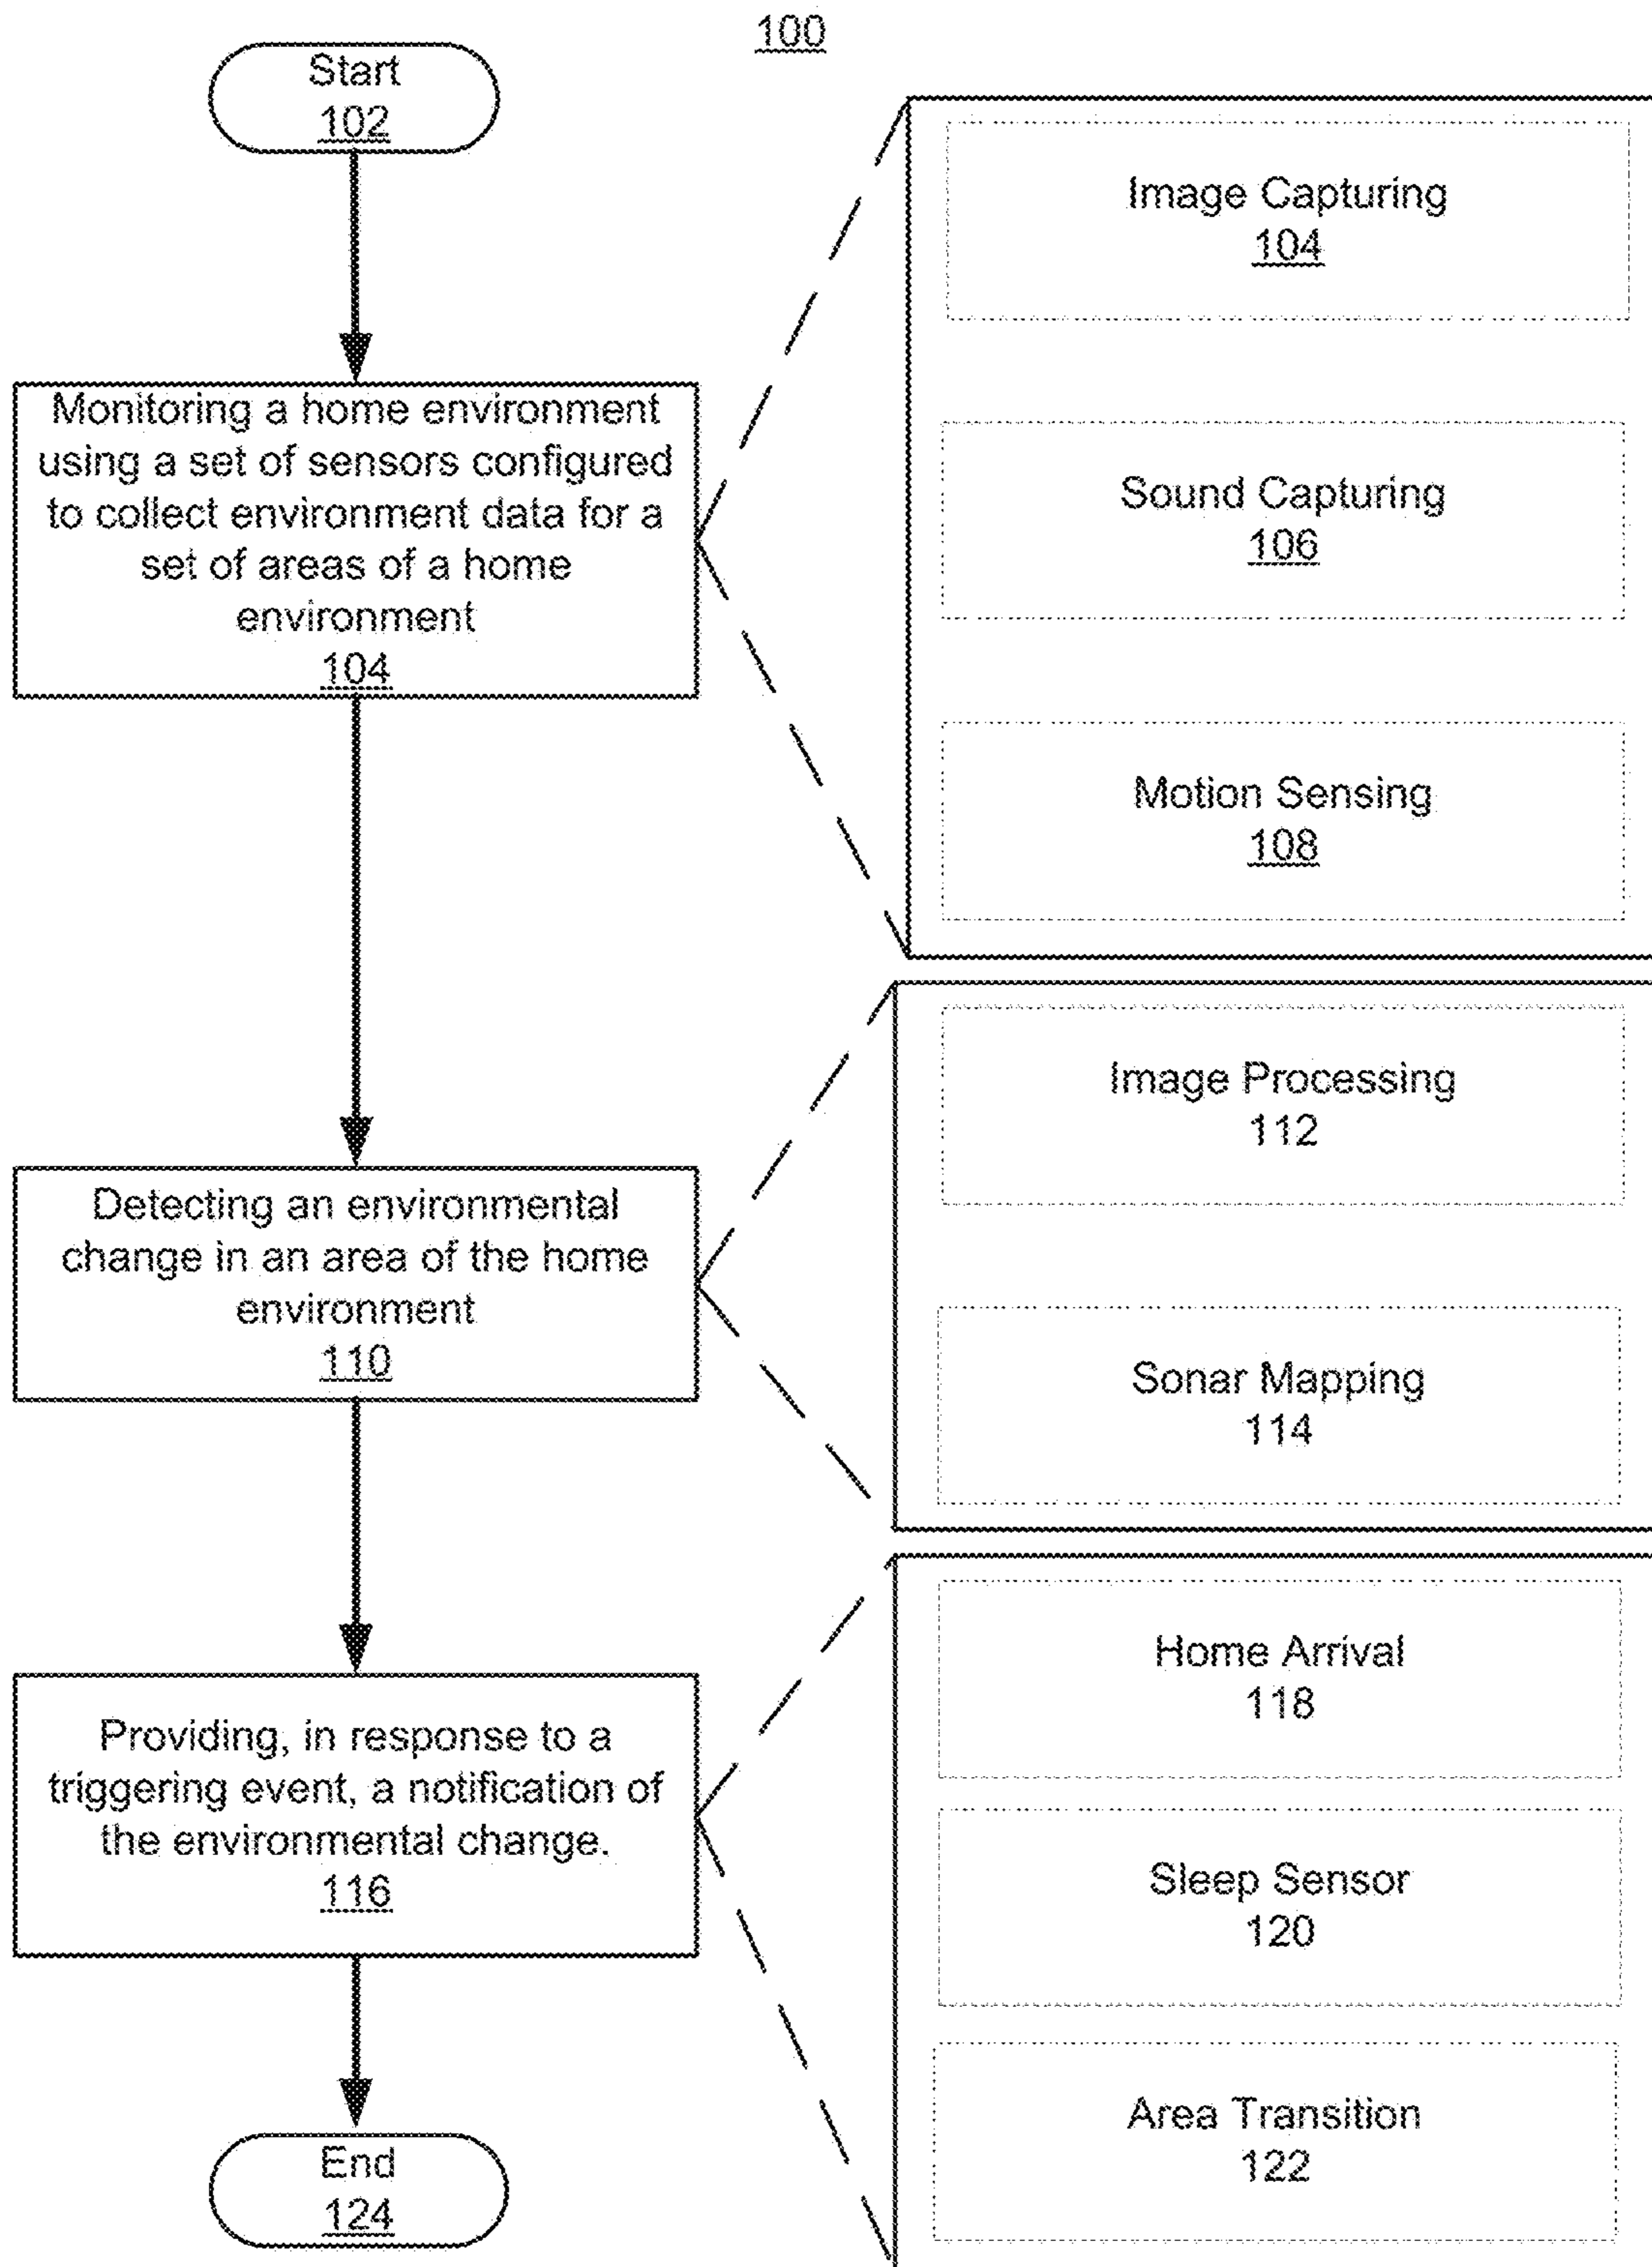 100
Start
102
Monitoring a home environment
using a set of sensors configured
to collect environment data for a
set of areas of a home
environment
104
Image Capturing
104
Sound Capturing
106
Motion Sensing
108
Detecting an environmental
change in an area of the home
environment
110
Image Processing
112
Sonar Mapping
114
Providing, in response to a
triggering event, a notification of
the environmental change.
116
Home Arrival
118
Sleep Sensor
120
Area Transition
122
End
124